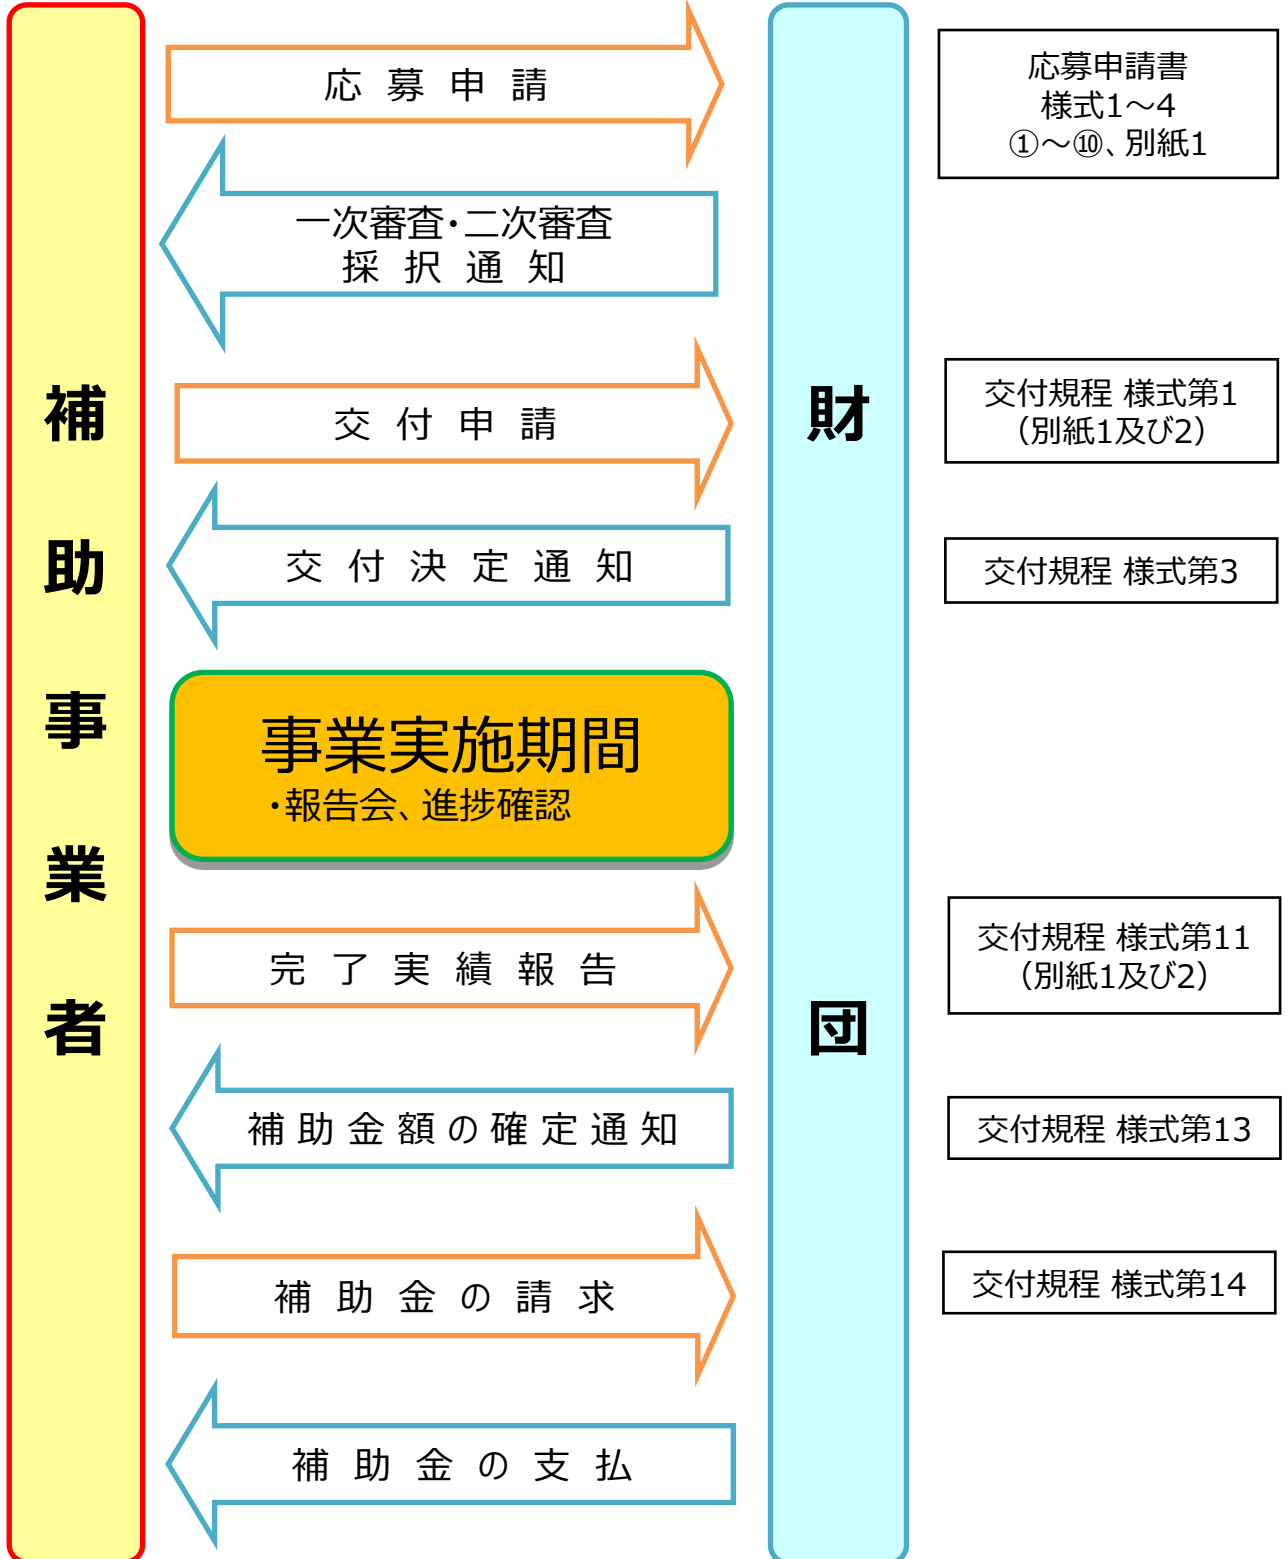 補助事業者
財団
応募申請
応募申請書
様式1～4
①～⑩、別紙1
一次審査・二次審査
採択通知
交付申請
交付規程 様式第1
（別紙1及び2）
交付決定通知
交付規程 様式第3
事業実施期間
・報告会、進捗確認
完了実績報告
交付規程 様式第11
（別紙1及び2）
補助金額の確定通知
交付規程 様式第13
補助金の請求
交付規程 様式第14
補助金の支払